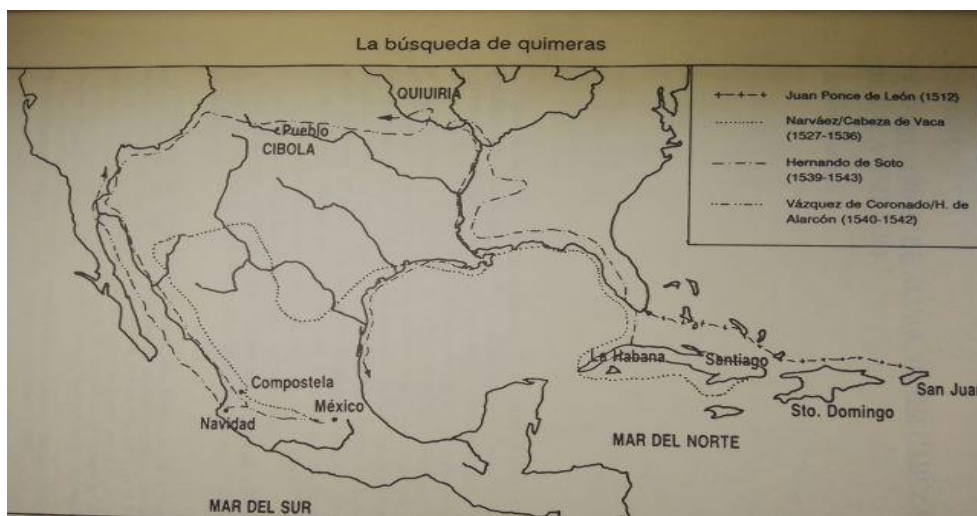 La búsqueda de quimeras
Juan Ponce de León (1512)
Narváez/Cabeza de Vaca
(1527-1536)
Hernando de Soto
(1539-1543)
Vázquez de Coronado/H. de
Alarcón (1540-1542)
QUIUIRIA
Pueblo
CIBOLA
La Habana
Santiago
San Jua
Sto. Domingo
Compostela
México
Navidad
MAR DEL NORTE
MAR DEL SUR